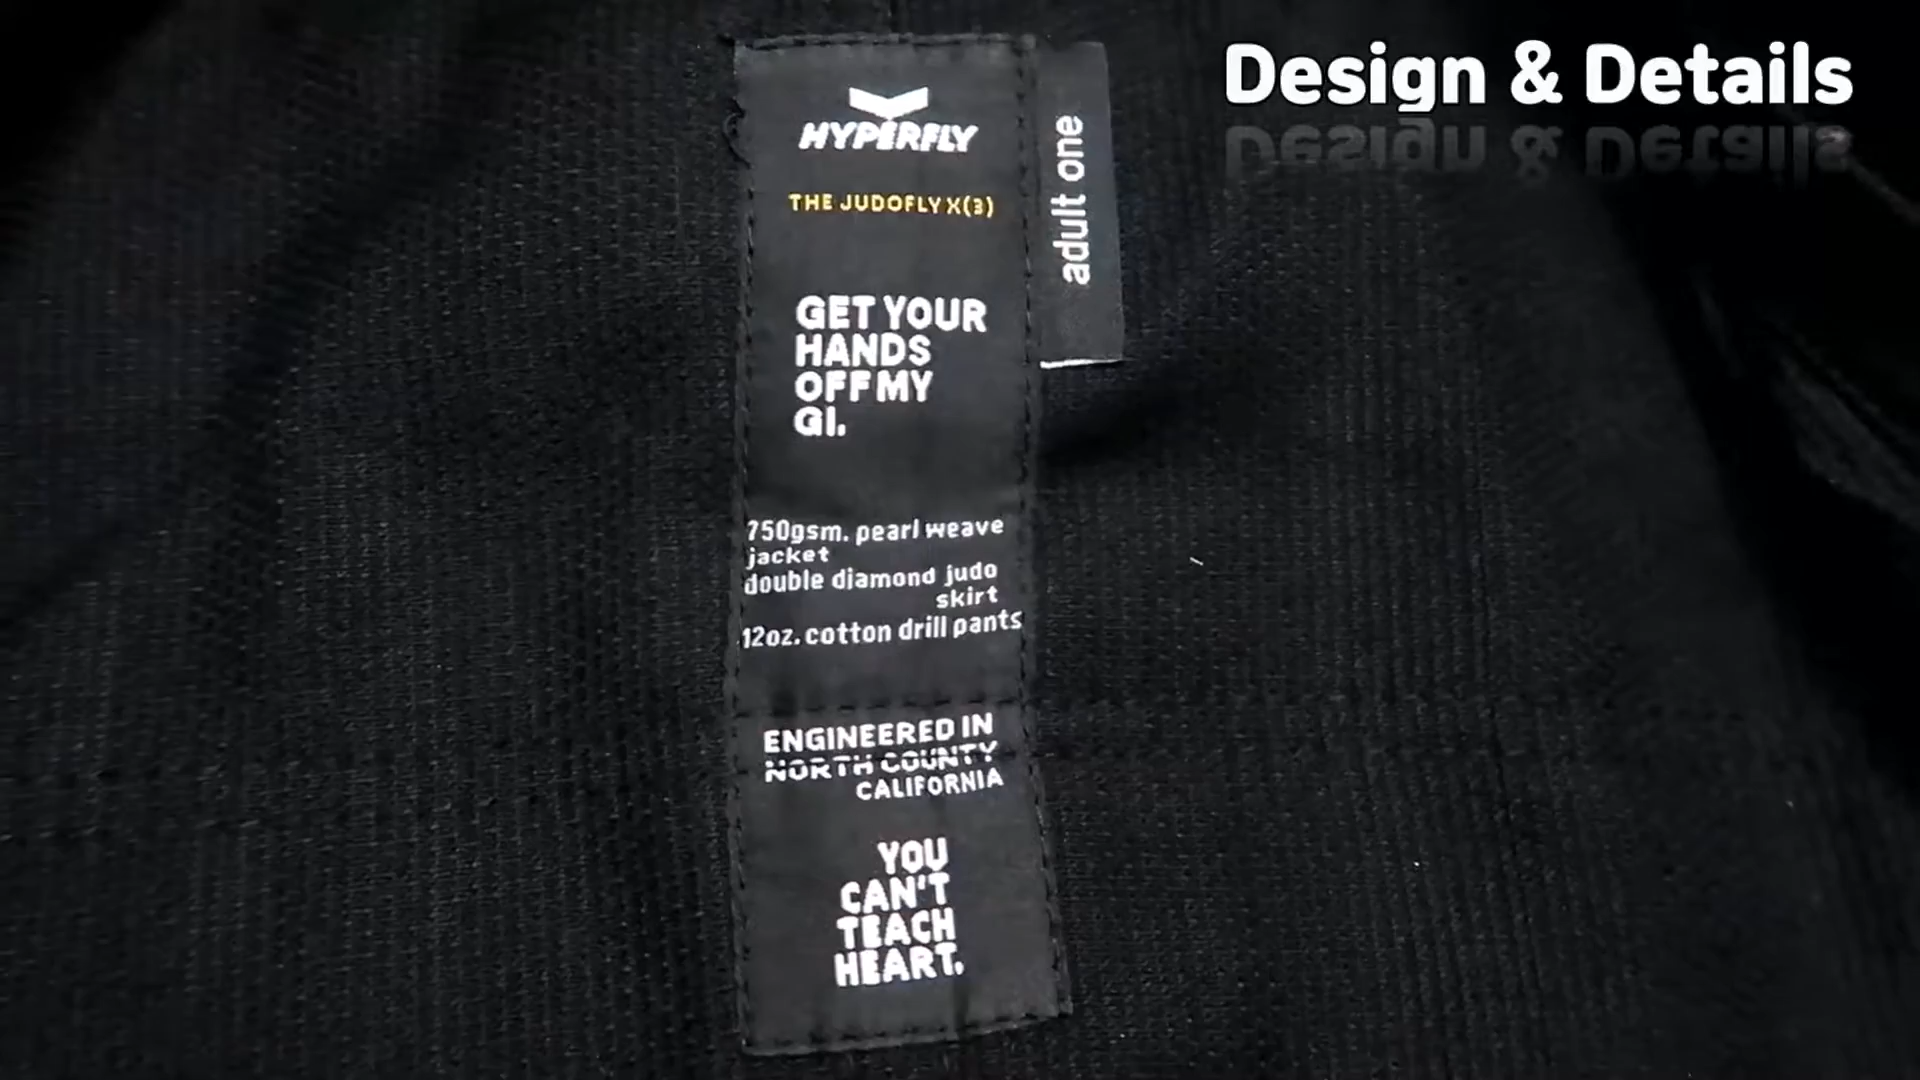 Design & Details
HYPERFLY
THE JUDOFLY X(3)
adult one
GET YOUR
HANDS
OFF MY
GI.
750gsm. pearl weave
jacket
double diamond judo
skirt
12oz. cotton drill pants
ENGINEERED IN
NORTH COUNTY
CALIFORNIA
YOU
CAN'T
TEACH
HEART.